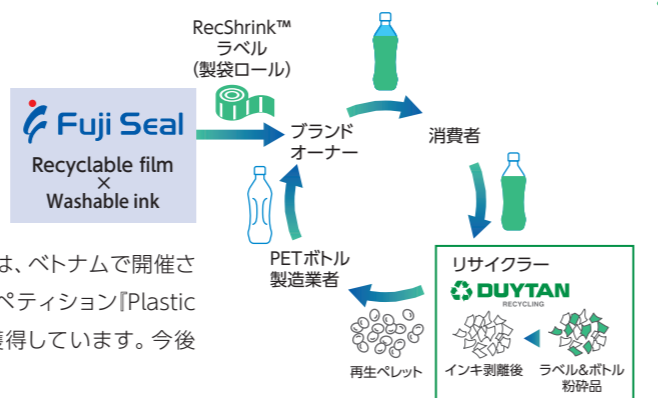 RecShrink™
ラベル
(製袋ロール)
Fuji Seal
Recyclable film
×
Washable ink
ブランド
オーナー
消費者
PETボトル
製造業者
リサイクラー
DUYTAN
RECYCLING
再生ペレット
インキ剥離後
ラベル&ボトル
粉砕品
は、ベトナムで開催さ
ペティション『Plastic
獲得しています。今後